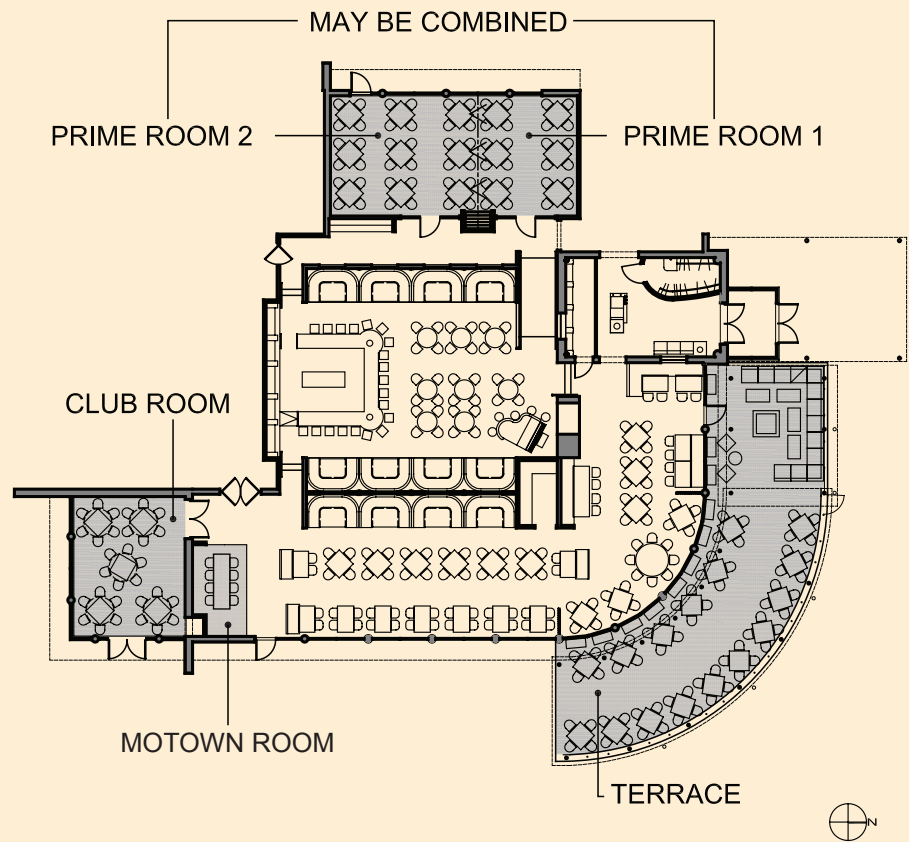 MAY BE COMBINED
PRIME ROOM 2
PRIME ROOM 1
CLUB ROOM
MOTOWN ROOM
TERRACE
N